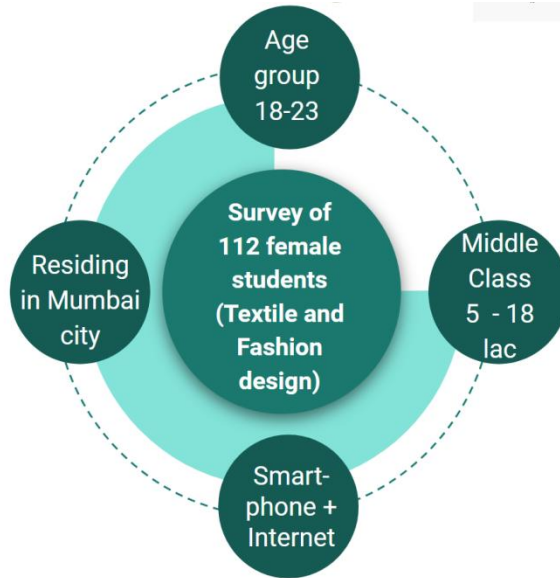 Age
group
18-23
Survey of
112 female
students
(Textile and
Fashion
design)
Residing
in Mumbai
city
Middle
Class
5 - 18
lac
Smart-
phone +
Internet